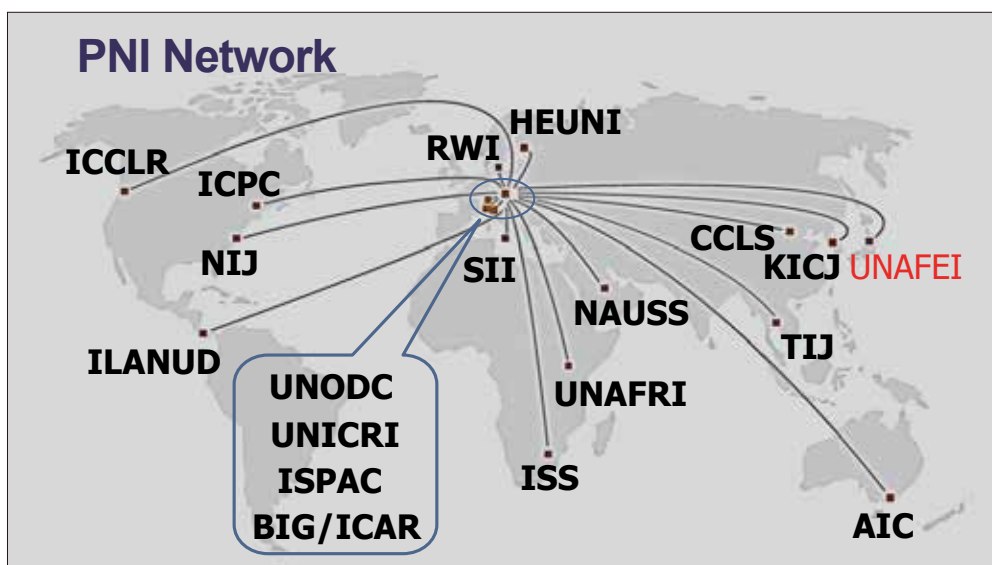 PNI Network
HEUNI
RWI
ICCLR
ICPC
CCLS
NIJ
SII
KICJ
UNAFEI
NAUSS
TIJ
ILANUD
UNODC
UNAFRI
UNICRI
ISPAC
ISS
BIG/ICAR
AIC